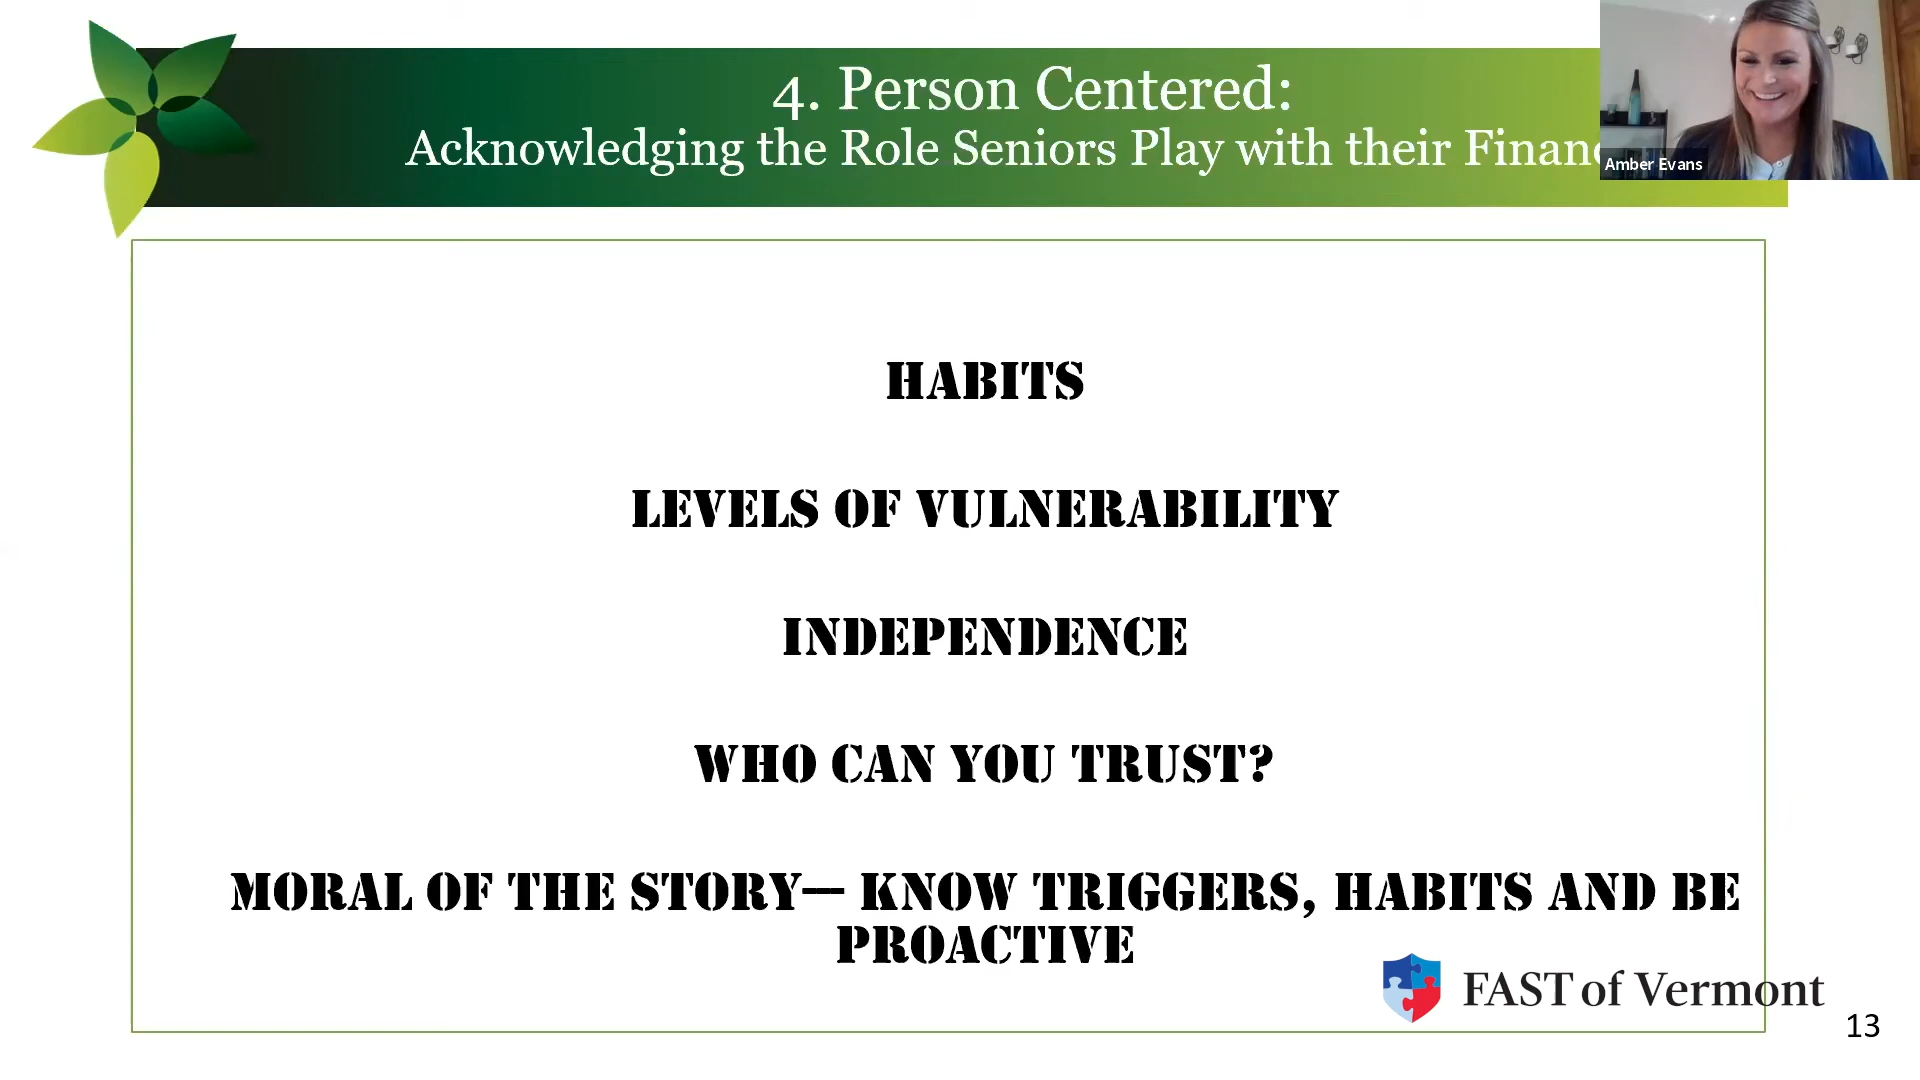 4. Person Centered:
Acknowledging the Role Seniors Play with their
Amber Evans
HABITS
LEVELS OF VULNERABILITY
INDEPENDENCE
WHO CAN YOU TRUST?
MORAL OF THE STORY— KNOW TRIGGERS, HABITS AND BE
PROACTIVE
FAST of Vermont
13